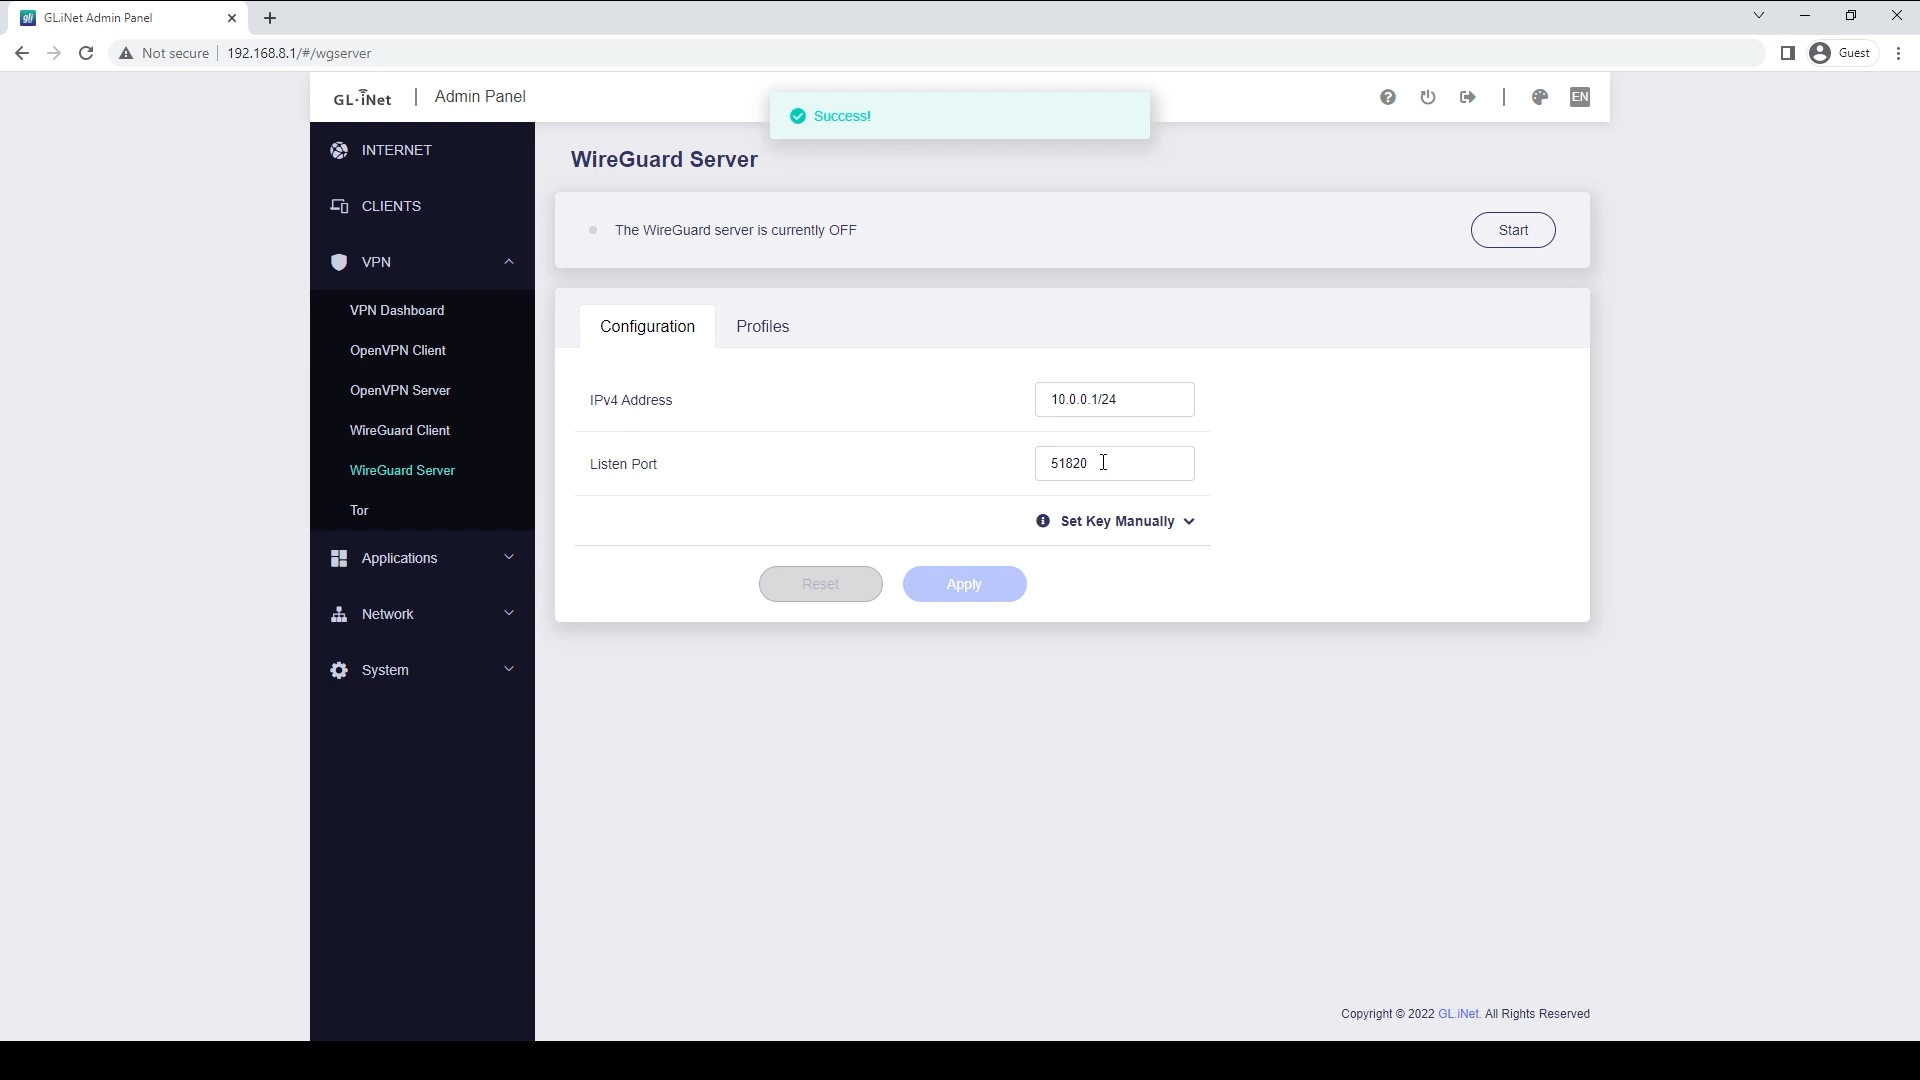 GL.iNet Admin Panel
Not secure
192.168.8.1/#/wgserver
Guest
GL·iNet
Admin Panel
Success!
EN
INTERNET
CLIENTS
VPN
VPN Dashboard
OpenVPN Client
OpenVPN Server
WireGuard Client
WireGuard Server
Tor
Applications
Network
System
WireGuard Server
The WireGuard server is currently OFF
Start
Configuration
Profiles
IPv4 Address
10.0.0.1/24
Listen Port
51820
Set Key Manually
Reset
Apply
Copyright © 2022 GL.iNet. All Rights Reserved